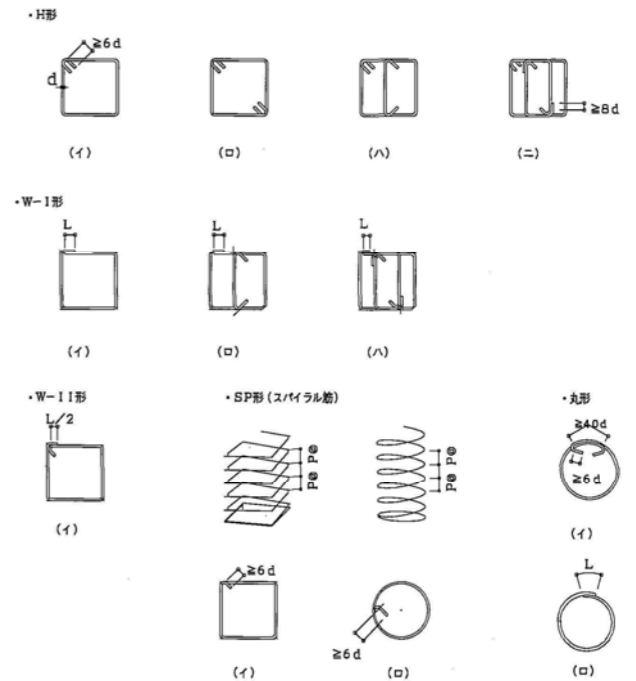 ・H形
≧6d
d
≧8d
(イ) (ロ) (ハ) (ニ)
・W-I形
L L L
(イ) (ロ) (ハ)
・W-II形 ・SP形(スパイラル筋) ・丸形
L/2
≧40d
P@ P@
P@ P@
≧6d
(イ) (イ)
≧6d
L
≧6d
(イ) (ロ) (ロ)